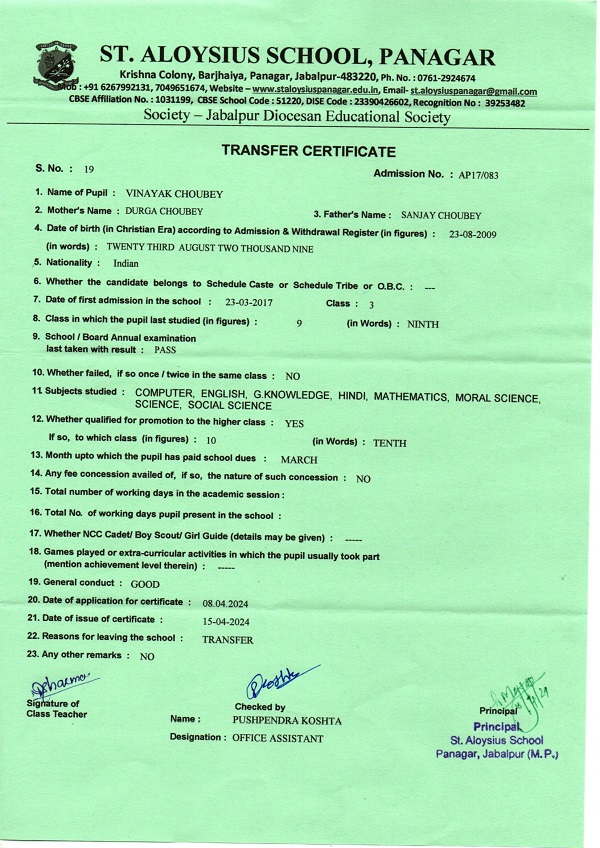 ST. ALOYSIUS SCHOOL, PANAGAR
Krishna Colony, Barjhaiya, Panagar, Jabalpur-483220, Ph. No. : 0761-2924674
Mob : +91 6267992131, 7049651674, Website – www.staloysiuspanagar.edu.in, Email- st.aloysiuspanagar@gmail.com
CBSE Affiliation No. : 1031199, CBSE School Code : 51220, DISE Code : 23390426602, Recognition No : 39253482
Society – Jabalpur Diocesan Educational Society
TRANSFER CERTIFICATE
S. No. : 19
Admission No. : AP17/083
1. Name of Pupil : VINAYAK CHOUBEY
2. Mother's Name : DURGA CHOUBEY 3. Father's Name : SANJAY CHOUBEY
4. Date of birth (in Christian Era) according to Admission & Withdrawal Register (in figures) : 23-08-2009
(in words) : TWENTY THIRD AUGUST TWO THOUSAND NINE
5. Nationality : Indian
6. Whether the candidate belongs to Schedule Caste or Schedule Tribe or O.B.C. : ---
7. Date of first admission in the school : 23-03-2017 Class : 3
8. Class in which the pupil last studied (in figures) : 9 (in Words) : NINTH
9. School / Board Annual examination
last taken with result : PASS
10. Whether failed, if so once / twice in the same class : NO
11. Subjects studied : COMPUTER, ENGLISH, G.KNOWLEDGE, HINDI, MATHEMATICS, MORAL SCIENCE,
SCIENCE, SOCIAL SCIENCE
12. Whether qualified for promotion to the higher class : YES
If so, to which class (in figures) : 10 (in Words) : TENTH
13. Month upto which the pupil has paid school dues : MARCH
14. Any fee concession availed of, if so, the nature of such concession : NO
15. Total number of working days in the academic session :
16. Total No. of working days pupil present in the school :
17. Whether NCC Cadet/ Boy Scout/ Girl Guide (details may be given) : -----
18. Games played or extra-curricular activities in which the pupil usually took part
(mention achievement level therein) : -----
19. General conduct : GOOD
20. Date of application for certificate : 08.04.2024
21. Date of issue of certificate : 15-04-2024
22. Reasons for leaving the school : TRANSFER
23. Any other remarks : NO
Signature of
Class Teacher
Checked by
Name : PUSHPENDRA KOSHTA
Designation : OFFICE ASSISTANT
Principal
Principal
St. Aloysius School
Panagar, Jabalpur (M.P.)